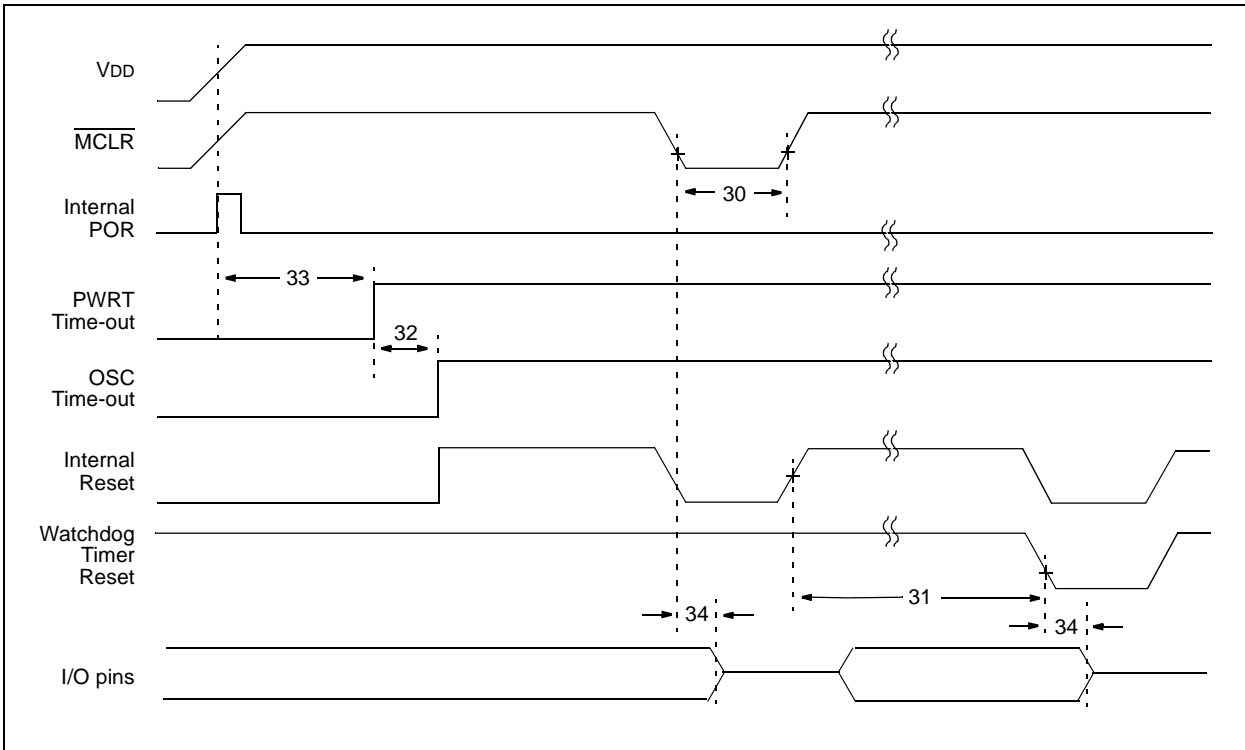 VDD
MCLR
30
Internal
POR
33
PWRT
Time-out
32
OSC
Time-out
Internal
Reset
Watchdog
Timer
Reset
31
34
34
I/O pins